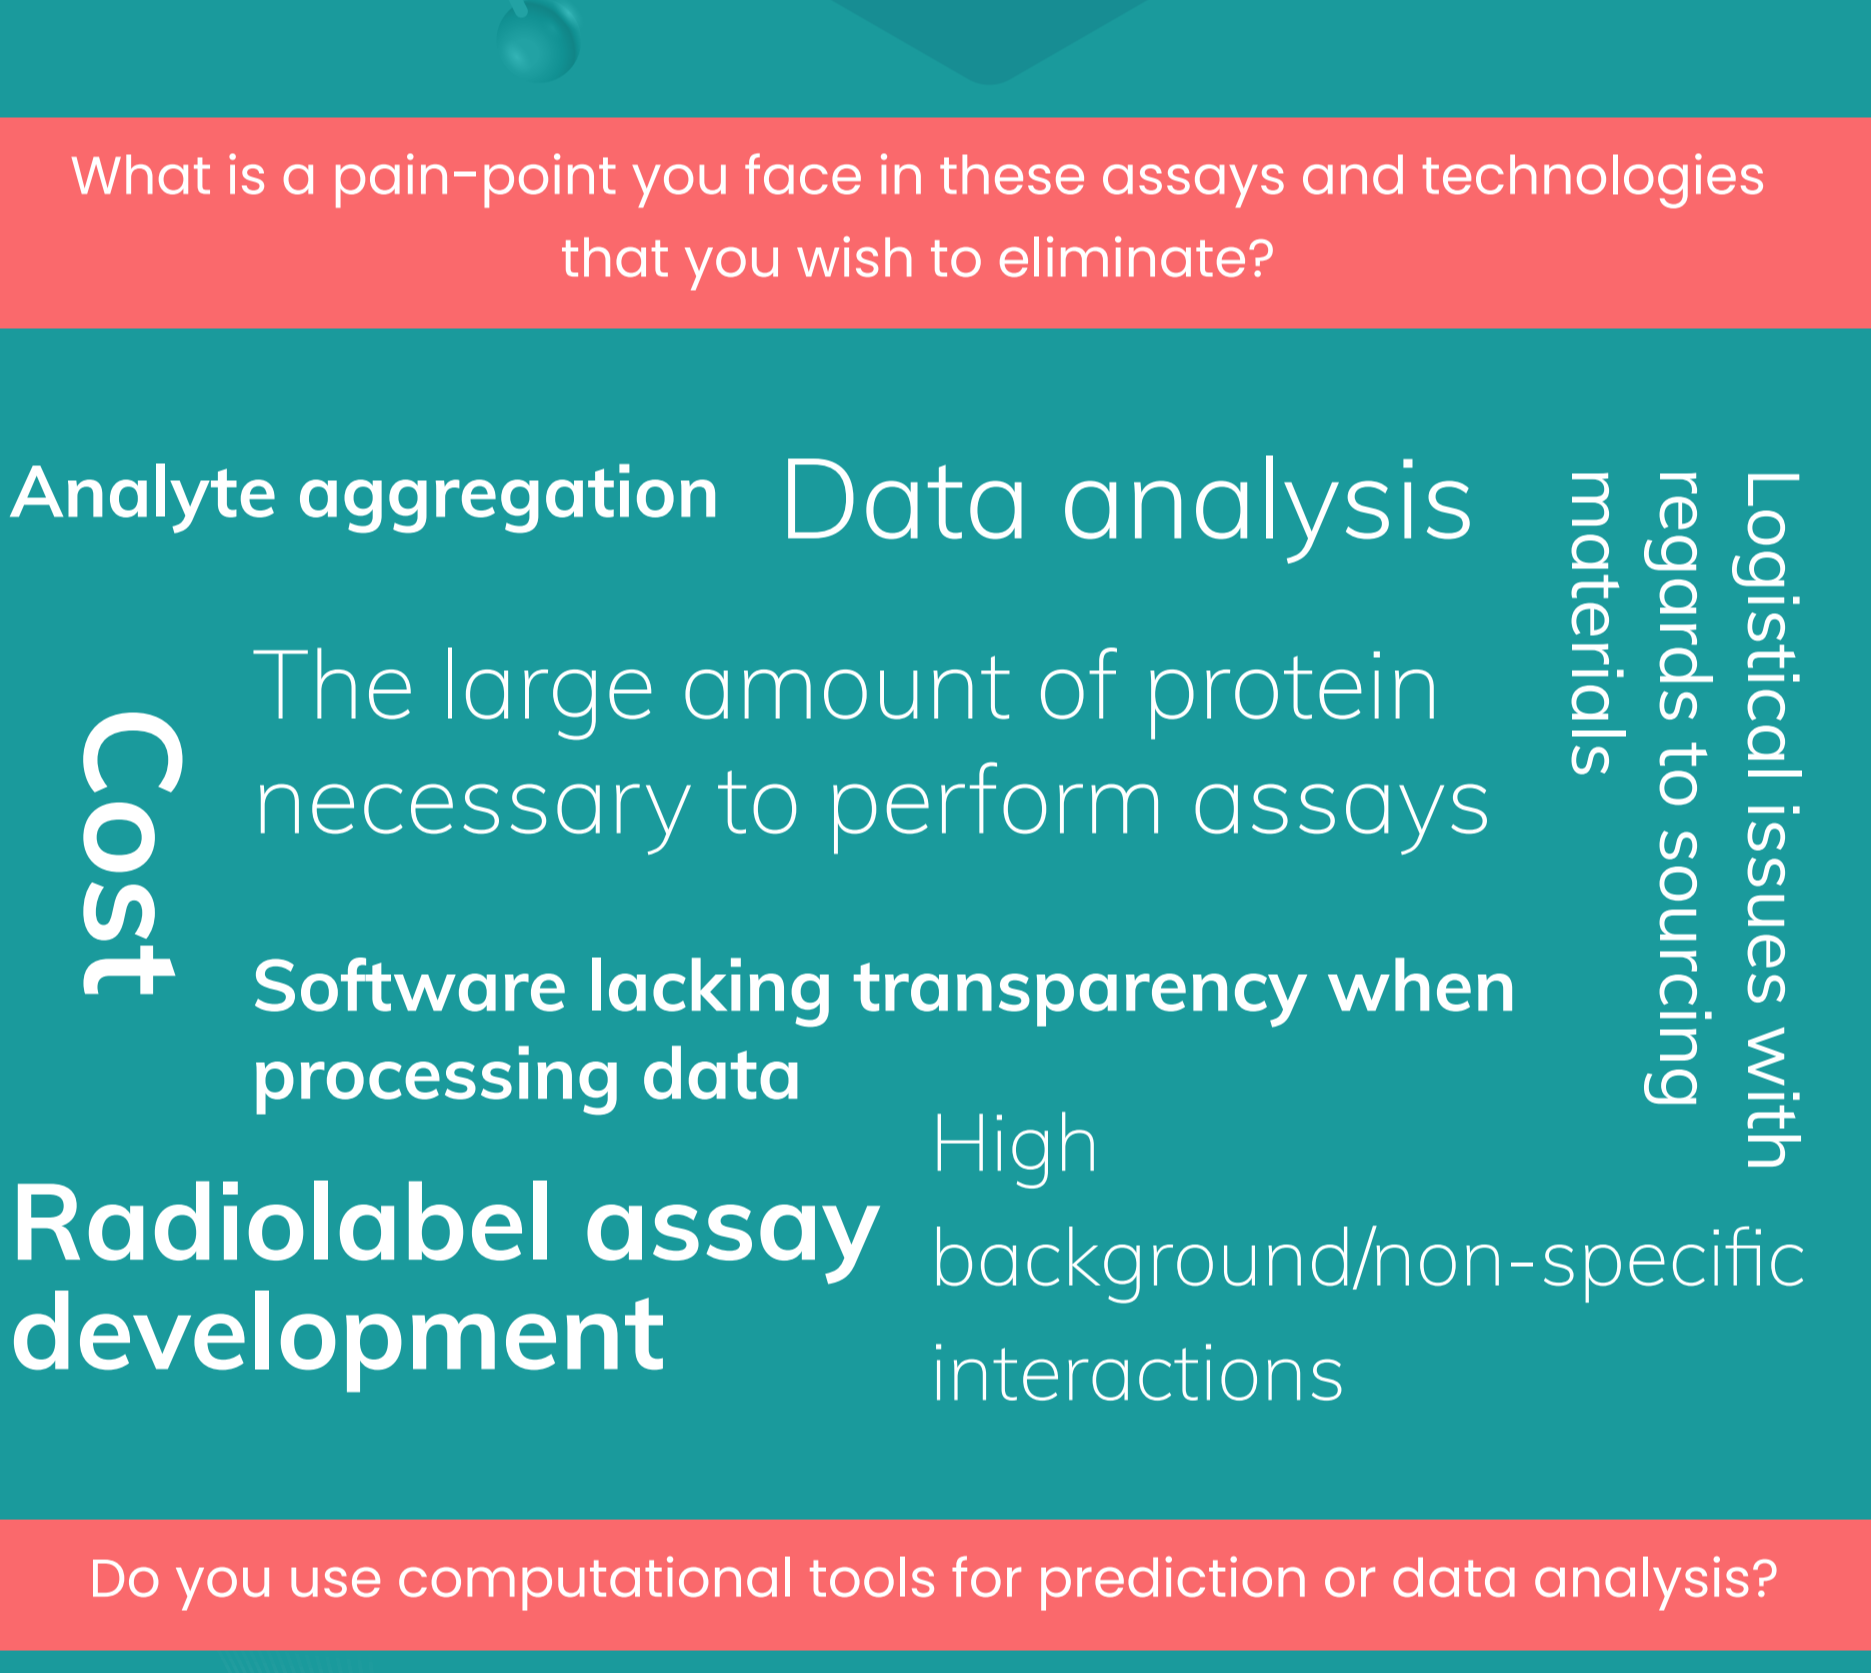 What is a pain-point you face in these assays and technologies
that you wish to eliminate?
Analyte aggregation
Data analysis
Logistical issues with
regards to sourcing
materials
The large amount of protein
necessary to perform assays
Cost
Software lacking transparency when
processing data
High
background/non-specific
interactions
Radiolabel assay
development
Do you use computational tools for prediction or data analysis?